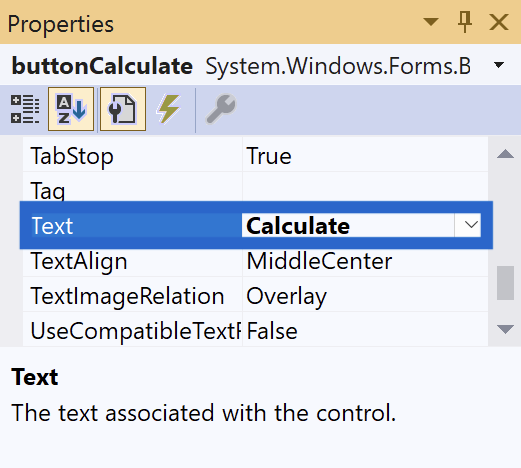 Properties
buttonCalculate System.Windows.Forms.B
TabStop True
Tag
Text Calculate
TextAlign MiddleCenter
TextImageRelation Overlay
UseCompatibleTextF False
Text
The text associated with the control.